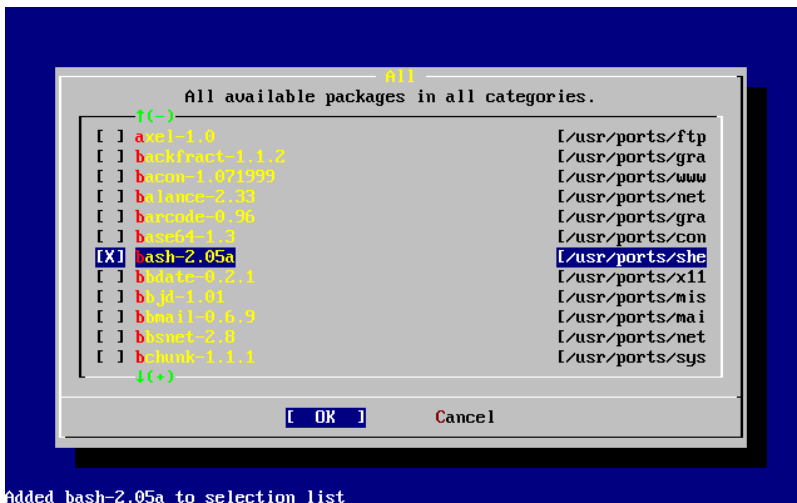 All
All available packages in all categories.
↑(-)
[ ] axel-1.0 [/usr/ports/ftp
[ ] backfract-1.1.2 [/usr/ports/gra
[ ] bacon-1.071999 [/usr/ports/www
[ ] balance-2.33 [/usr/ports/net
[ ] barcode-0.96 [/usr/ports/gra
[ ] base64-1.3 [/usr/ports/con
[X] bash-2.05a [/usr/ports/she
[ ] bbdate-0.2.1 [/usr/ports/x11
[ ] bbjd-1.01 [/usr/ports/mis
[ ] bbmail-0.6.9 [/usr/ports/mai
[ ] bbsnet-2.8 [/usr/ports/net
[ ] bchunk-1.1.1 [/usr/ports/sys
↓(+)
[ OK ] Cancel
Added bash-2.05a to selection list